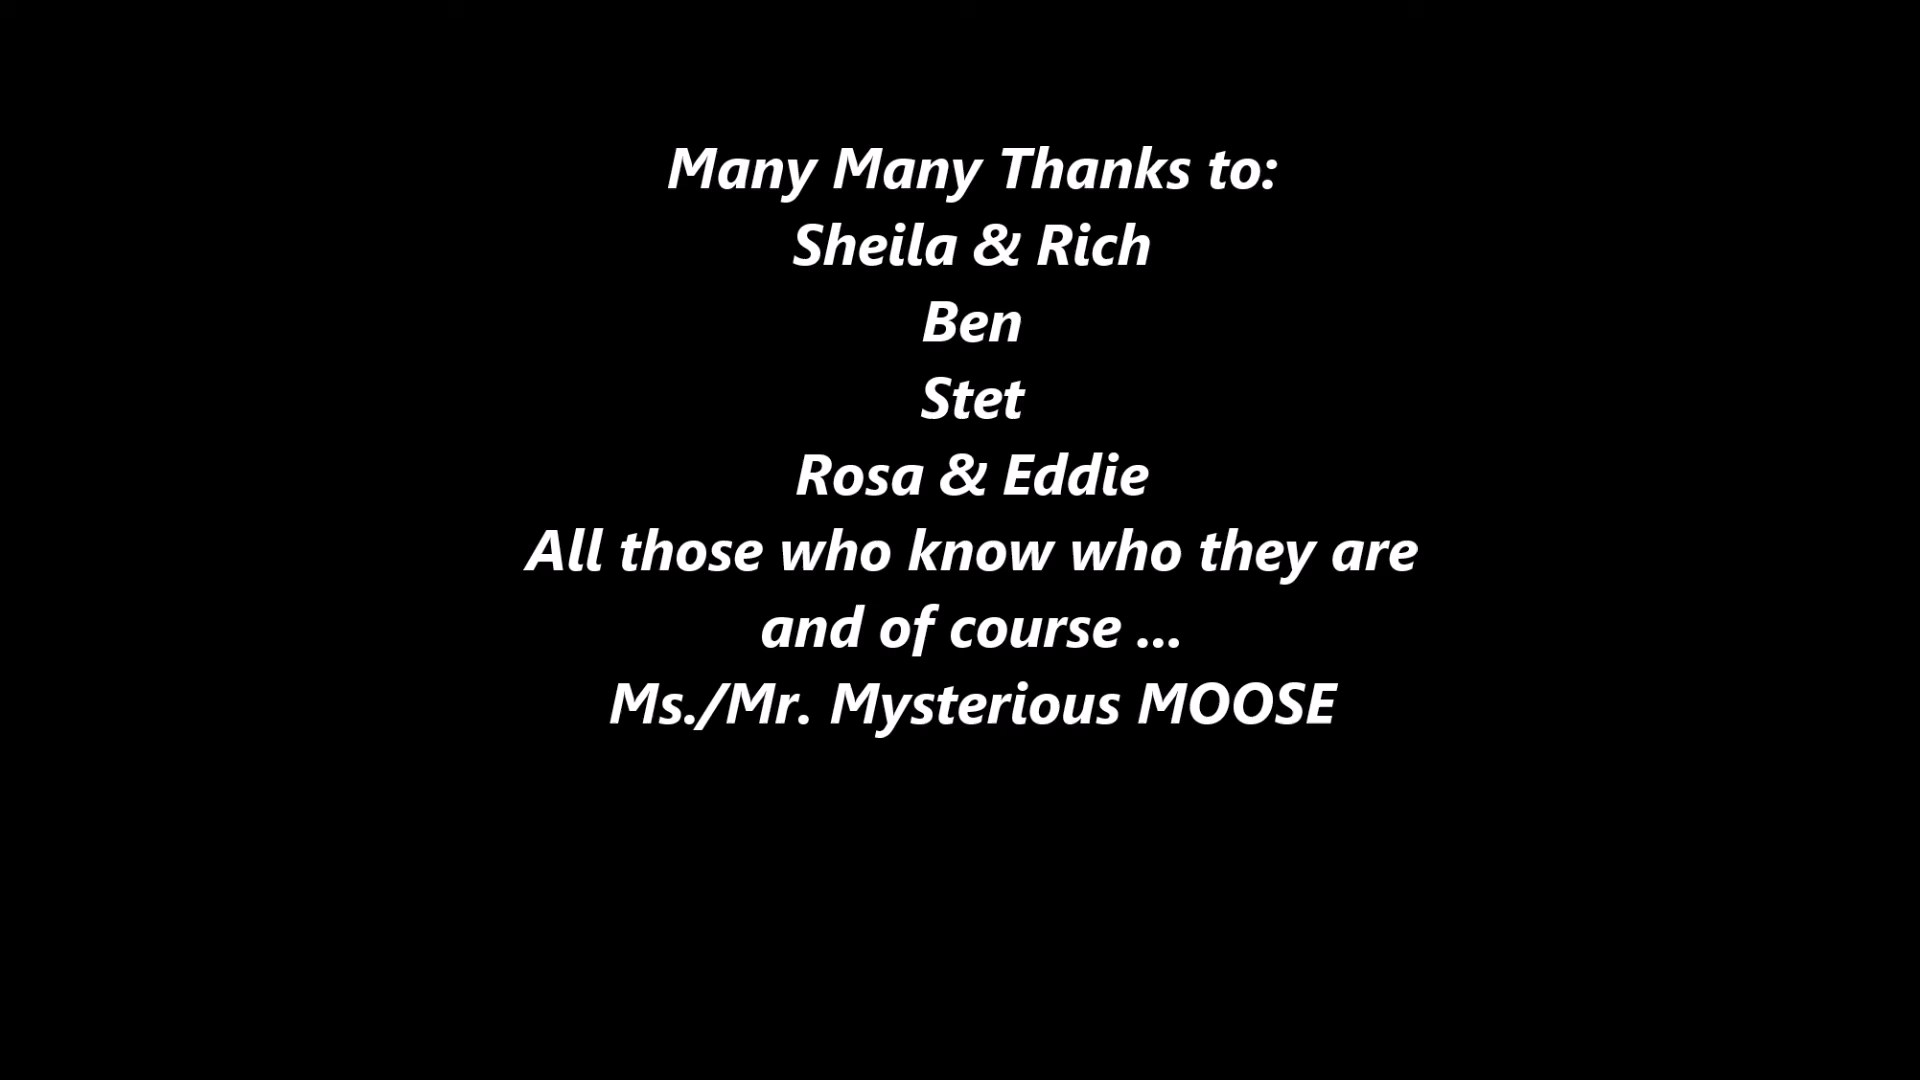 Many Many Thanks to:
Sheila & Rich
Ben
Stet
Rosa & Eddie
All those who know who they are
and of course ...
Ms./Mr. Mysterious MOOSE